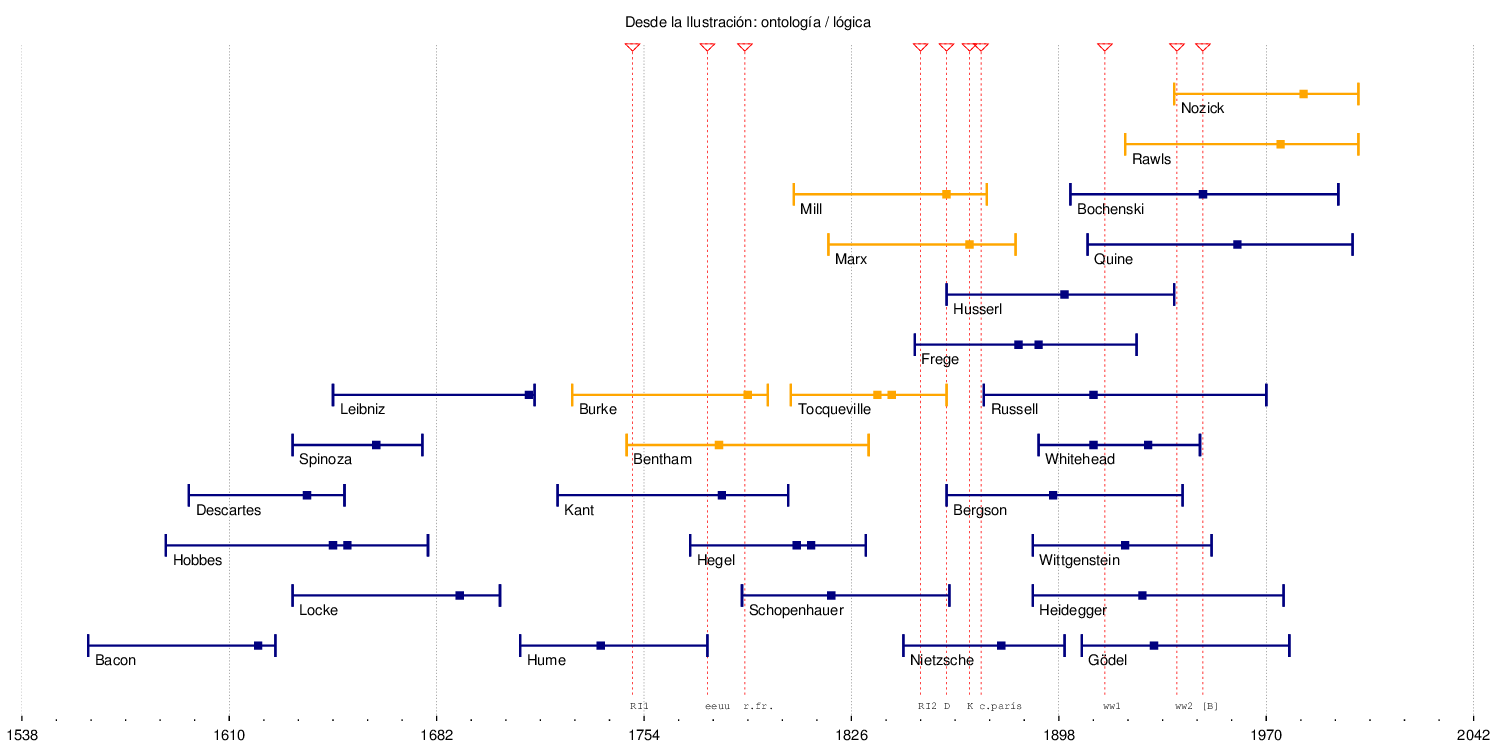 Desde la Ilustración: ontología / lógica
Nozick
Rawls
Mill Bochenski
Marx Quine
Husserl
Frege
Leibniz Burke Tocqueville Russell
Spinoza Bentham Whitehead
Descartes Kant Bergson
Hobbes Hegel Wittgenstein
Locke Schopenhauer Heidegger
Bacon Hume Nietzsche Gödel
RI1 eeuu r.fr. RI2 D K c.paris ww1 ww2 [B]
1538 1610 1682 1754 1826 1898 1970 2042